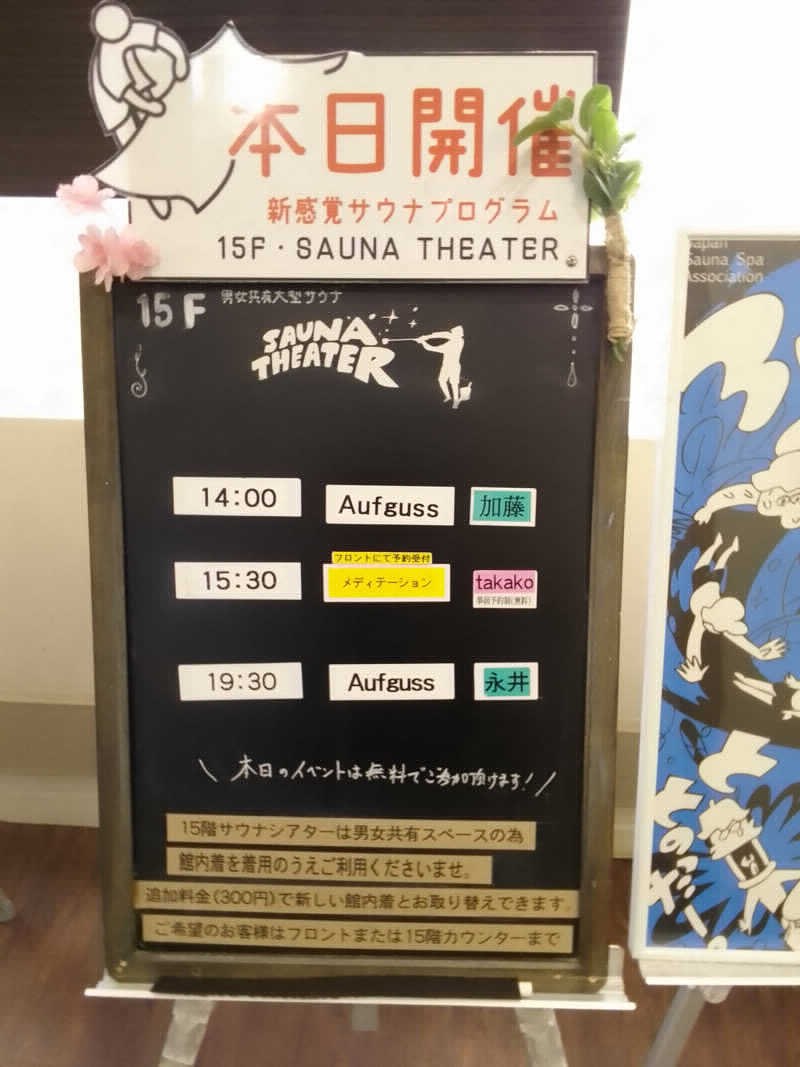 本日開催
新感覚サウナプログラム
15F・SAUNA THEATER
15F 男女共有大型サウナ
SAUNA
THEATER
14:00 Aufguss 加藤
フロントにて予約受付
15:30 メディテーション takako
事前予約制(無料)
19:30 Aufguss 永井
\ 本日のイベントは無料でご参加頂けます! /
15階サウナシアターは男女共有スペースの為
館内着を着用のうえご利用くださいませ。
追加料金(300円)で新しい館内着とお取り替えできます。
ご希望のお客様はフロントまたは15階カウンターまで
Japan
Sauna Spa
Association
ととのったー。